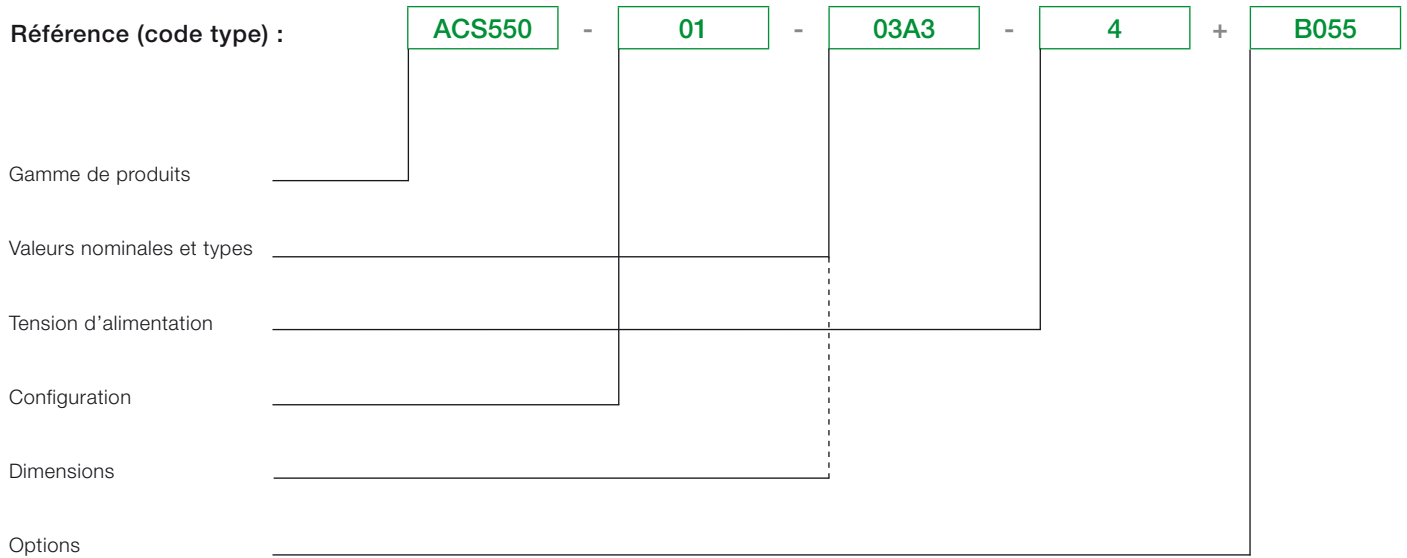 Référence (code type) : ACS550 - 01 - 03A3 - 4 + B055
Gamme de produits
Valeurs nominales et types
Tension d’alimentation
Configuration
Dimensions
Options